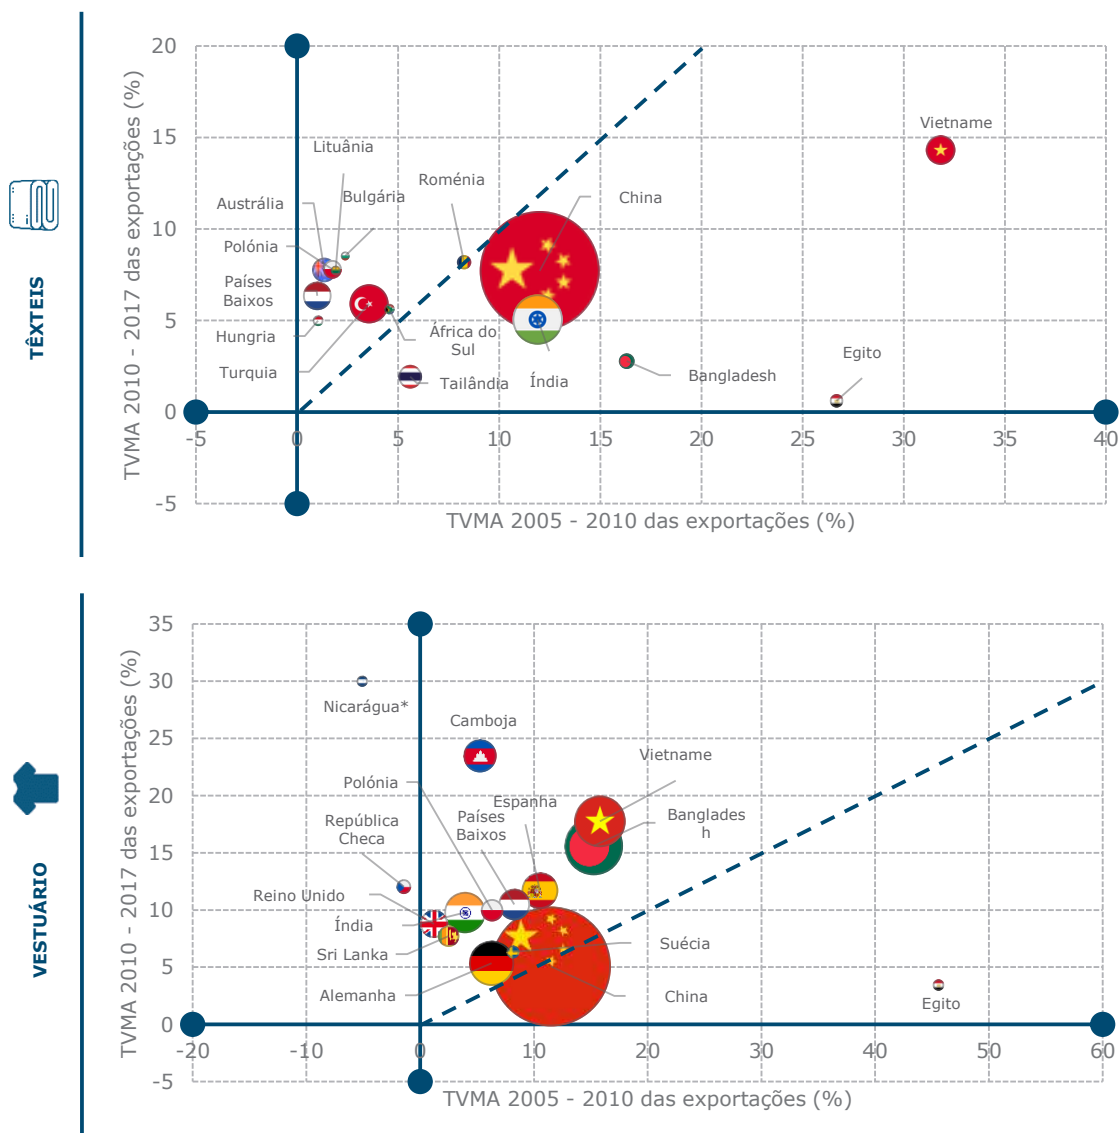 TÊXTEIS
TVMA 2010 - 2017 das exportações (%)
20
15
10
5
0
-5
-5
0
5
10
15
20
25
30
35
40
TVMA 2005 - 2010 das exportações (%)
Vietname
Lituânia
Bulgária
Roménia
China
Austrália
Polónia
Países
Baixos
Hungria
Turquia
África do
Sul
Tailândia
Índia
Bangladesh
Egito
VESTUÁRIO
TVMA 2010 - 2017 das exportações (%)
35
30
25
20
15
10
5
0
-5
-20
-10
0
10
20
30
40
50
60
TVMA 2005 - 2010 das exportações (%)
Nicarágua*
Camboja
Vietname
Polónia
Espanha
Países
Baixos
Banglades
h
República
Checa
Reino Unido
Índia
Sri Lanka
Alemanha
Suécia
China
Egito